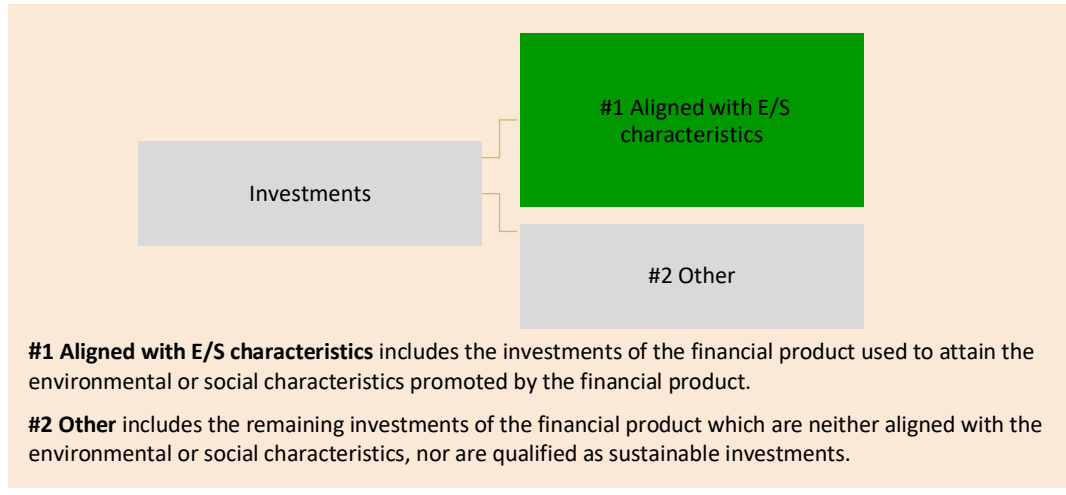 #1 Aligned with E/S
characteristics
Investments
#2 Other
#1 Aligned with E/S characteristics includes the investments of the financial product used to attain the
environmental or social characteristics promoted by the financial product.
#2 Other includes the remaining investments of the financial product which are neither aligned with the
environmental or social characteristics, nor are qualified as sustainable investments.